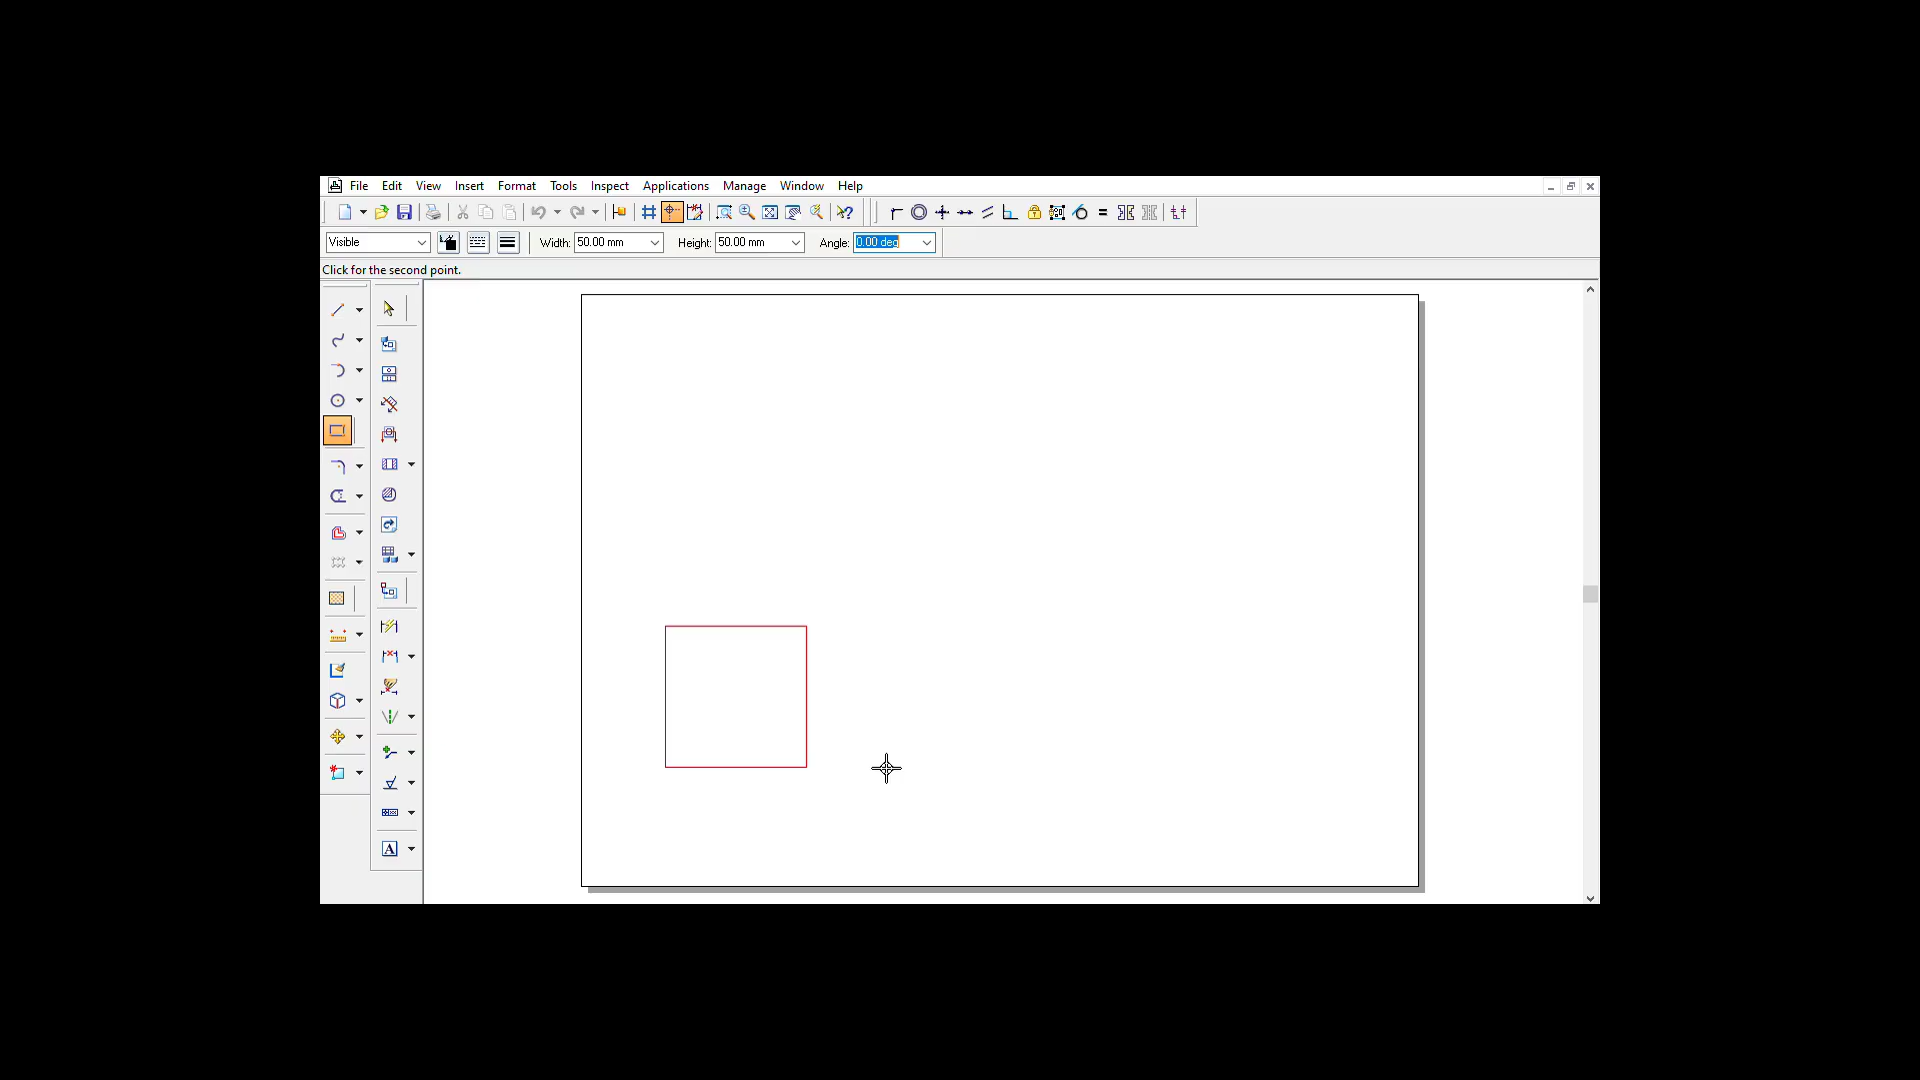 File Edit View Insert Format Tools Inspect Applications Manage Window Help
Visible Width: 50.00 mm Height: 50.00 mm Angle: 0.00 deg
Click for the second point.
A